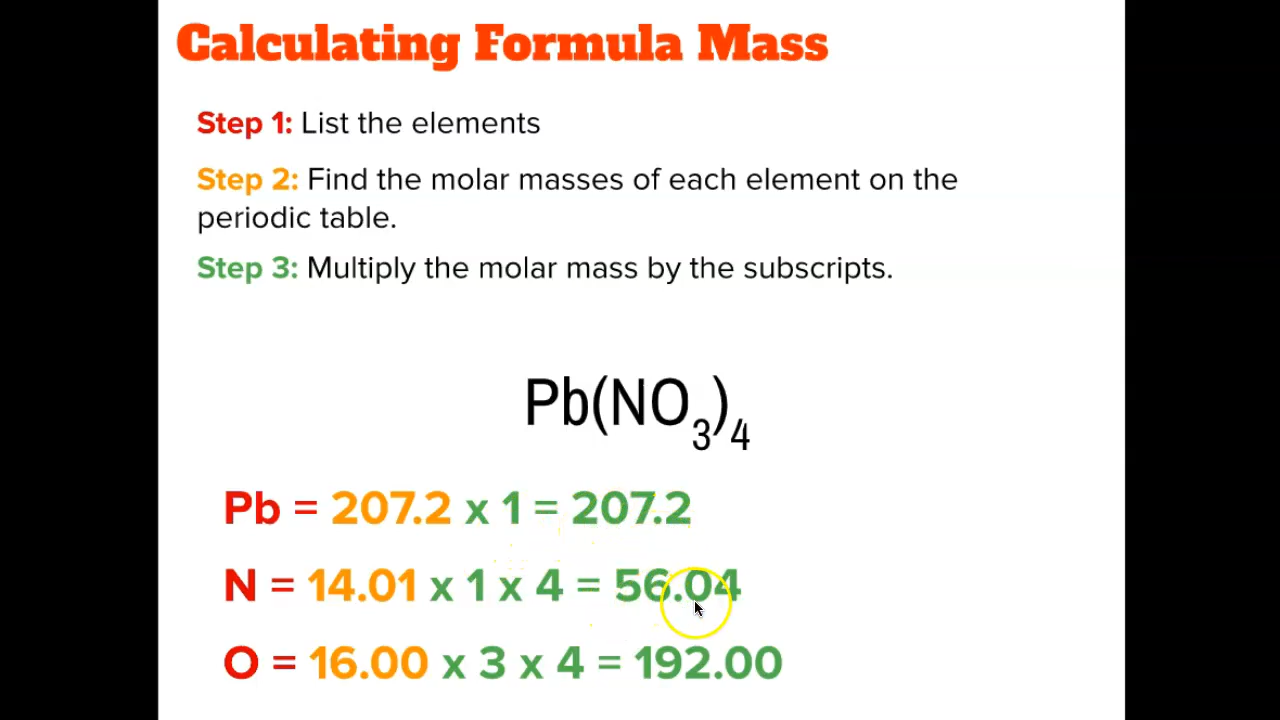 Calculating Formula Mass
Step 1: List the elements
Step 2: Find the molar masses of each element on the
periodic table.
Step 3: Multiply the molar mass by the subscripts.
Pb(NO₃)₄
Pb = 207.2 x 1 = 207.2
N = 14.01 x 1 x 4 = 56.04
O = 16.00 x 3 x 4 = 192.00